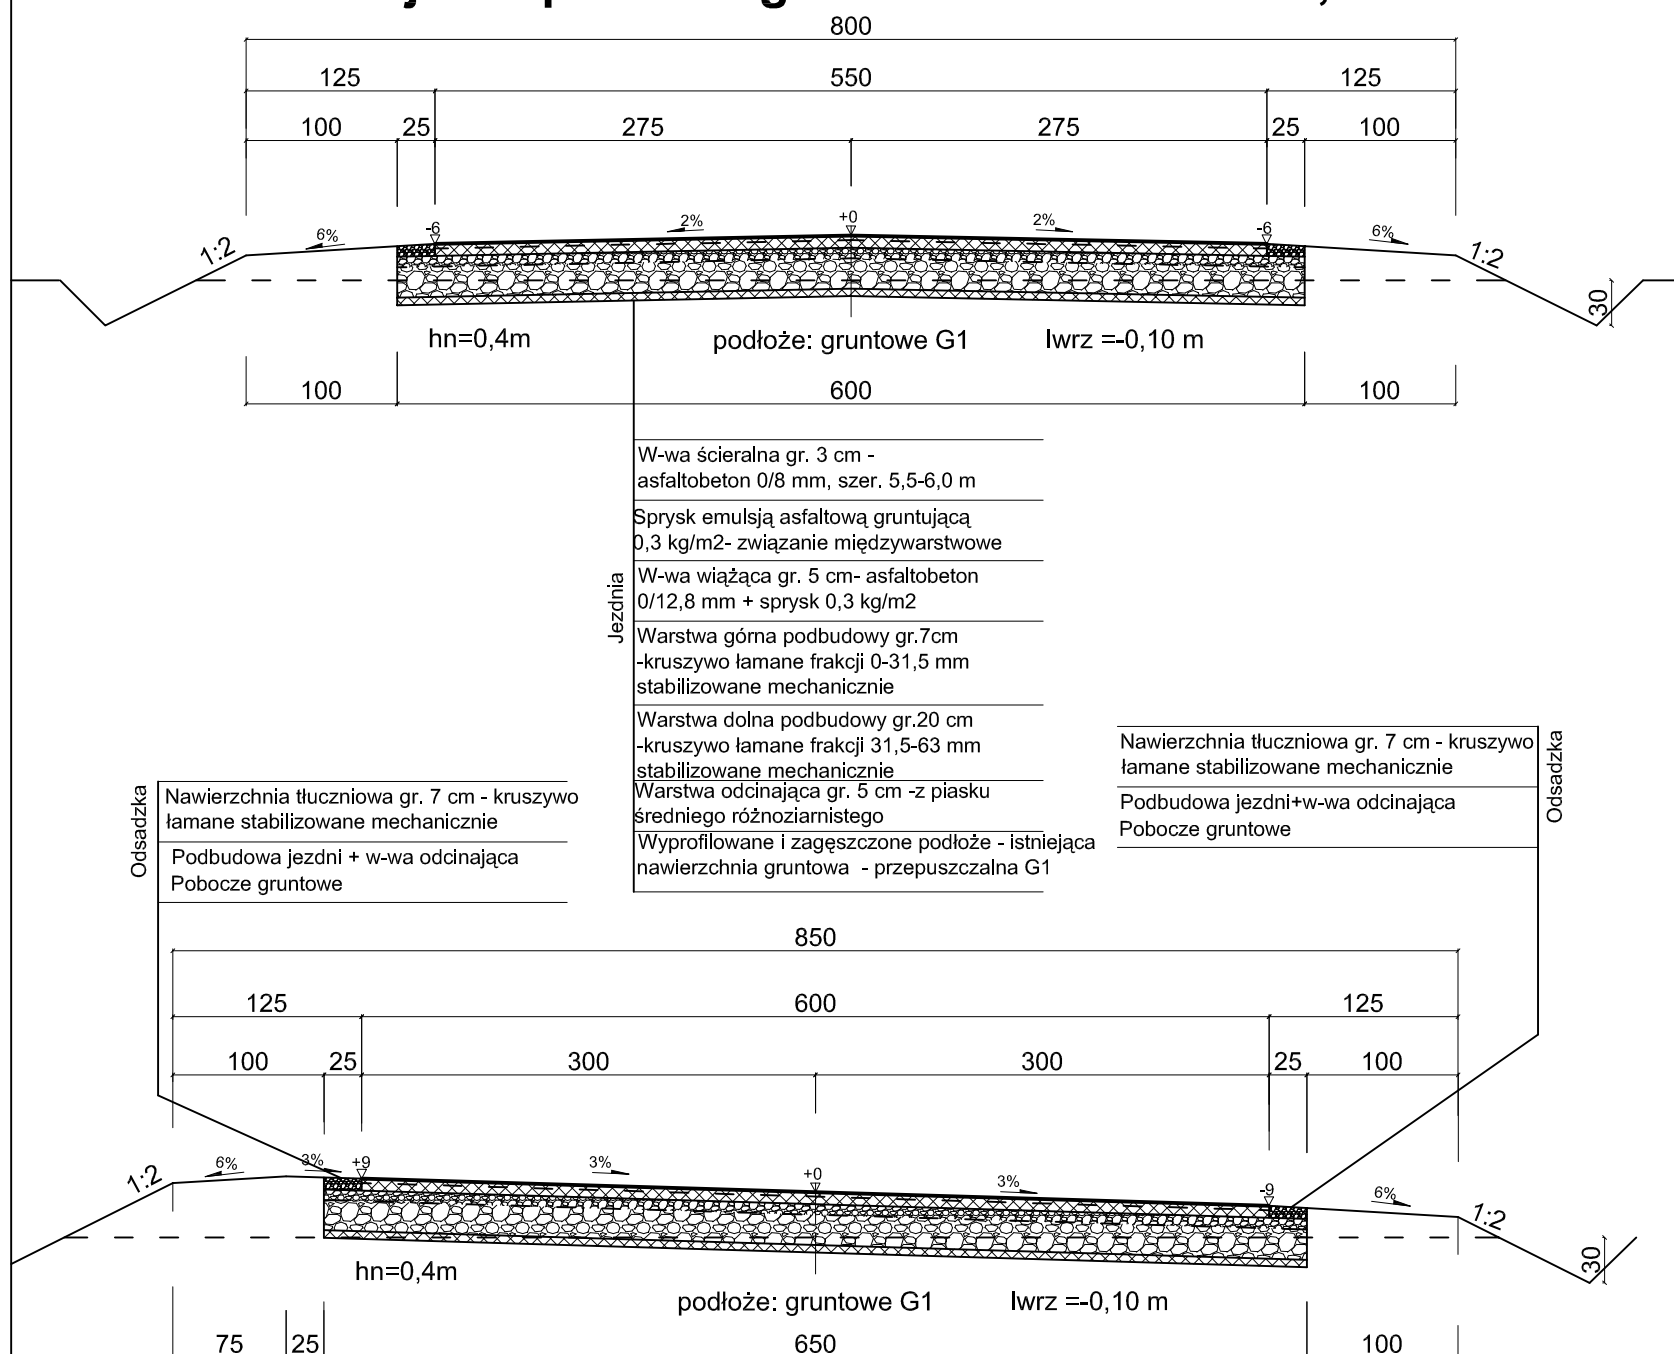 800
125 550 125
100 25 275 275 25 100
1:2 6% -6 2% +0 2% -6 6% 1:2
30
hn=0,4m podłoże: gruntowe G1 Iwrz =-0,10 m
100 600 100
W-wa ścieralna gr. 3 cm -
asfaltobeton 0/8 mm, szer. 5,5-6,0 m
Sprysk emulsją asfaltową gruntującą
0,3 kg/m2- związanie międzywarstwowe
W-wa wiążąca gr. 5 cm- asfaltobeton
0/12,8 mm + sprysk 0,3 kg/m2
Jezdnia
Warstwa górna podbudowy gr.7cm
-kruszywo łamane frakcji 0-31,5 mm
stabilizowane mechanicznie
Warstwa dolna podbudowy gr.20 cm
-kruszywo łamane frakcji 31,5-63 mm
stabilizowane mechanicznie
Warstwa odcinająca gr. 5 cm -z piasku
średniego różnoziarnistego
Wyprofilowane i zagęszczone podłoże - istniejąca
nawierzchnia gruntowa - przepuszczalna G1
Odsadzka
Nawierzchnia tłuczniowa gr. 7 cm - kruszywo
łamane stabilizowane mechanicznie
Podbudowa jezdni + w-wa odcinająca
Pobocze gruntowe
Nawierzchnia tłuczniowa gr. 7 cm - kruszywo
łamane stabilizowane mechanicznie
Podbudowa jezdni+w-wa odcinająca
Pobocze gruntowe
Odsadzka
850
125 600 125
100 25 300 300 25 100
1:2 6% 3% +9 3% +0 3% -9 6% 1:2
30
hn=0,4m
podłoże: gruntowe G1 Iwrz =-0,10 m
75 25 650 100